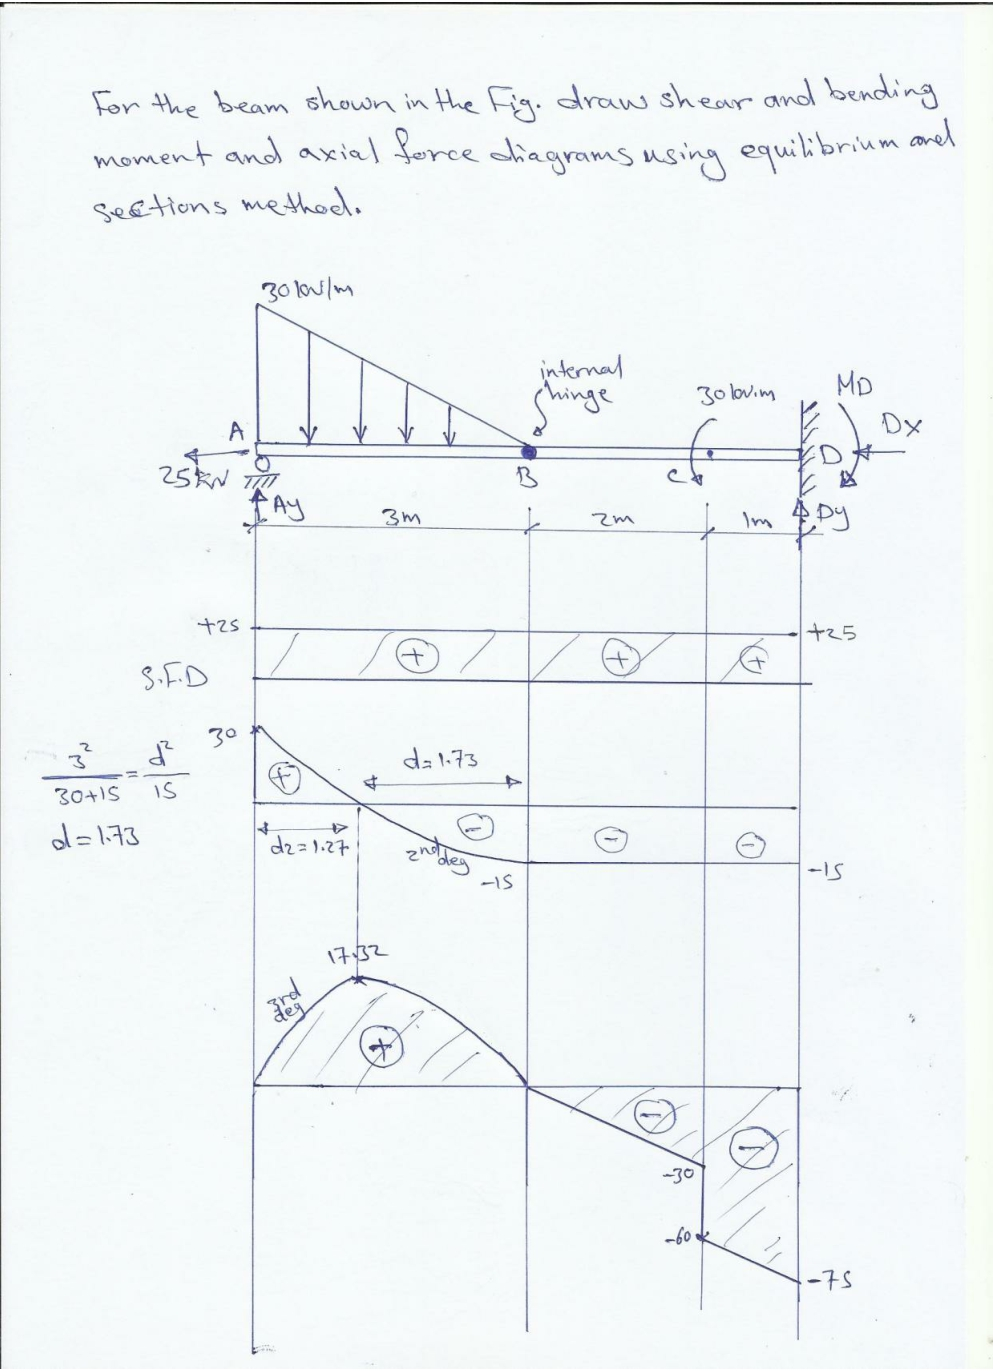 For the beam shown in the Fig. draw shear and bending
moment and axial force diagrams using equilibrium and
sections method.
30 kN/m
internal
hinge
30 kN.m
MD
Dx
A
25 kN
B
C
D
Ay
3m
2m
1m
Dy
+25
+
+
+
+25
S.F.D
30
3² / 30+15 = d² / 15
d = 1.73
+
d = 1.73
d2 = 1.27
2nd deg
-
-
-
-15
-15
17.32
3rd
deg
+
-
-
-30
-60
-75